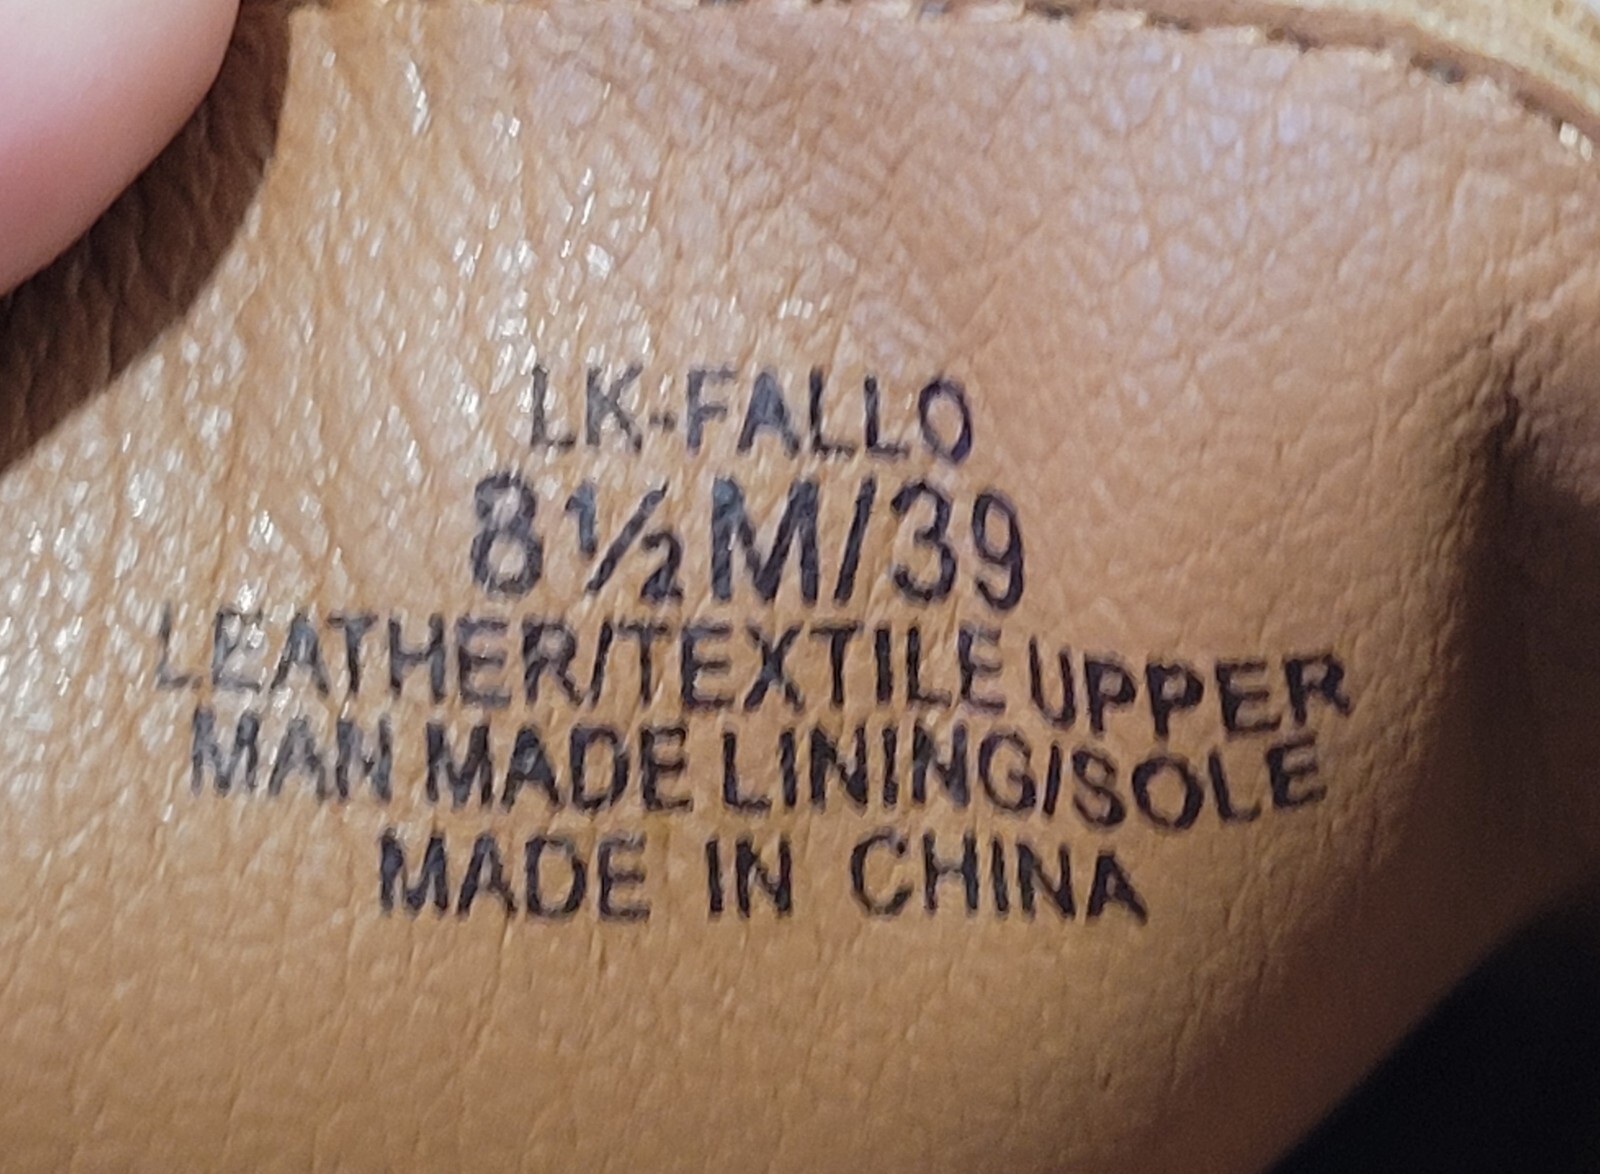 LK-FALLO
8½M/39
LEATHER/TEXTILE UPPER
MAN MADE LINING/SOLE
MADE IN CHINA